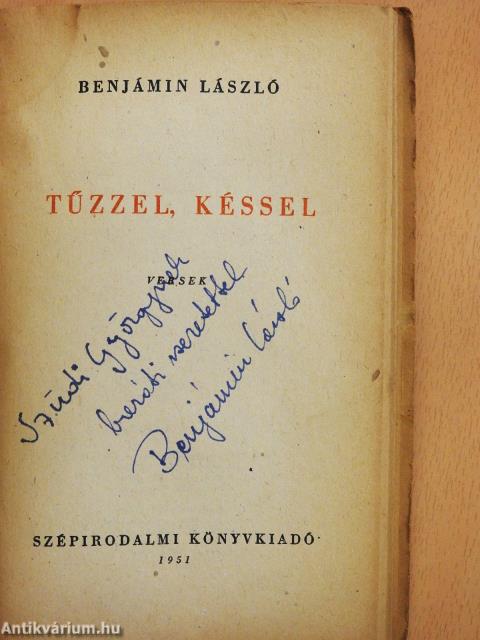 BENJÁMIN LÁSZLÓ
TŰZZEL, KÉSSEL
VERSEK
Szüdi Györgynek
baráti szeretettel
Benjámin László
SZÉPIRODALMI KÖNYVKIADÓ
1951
Antikvárium.hu